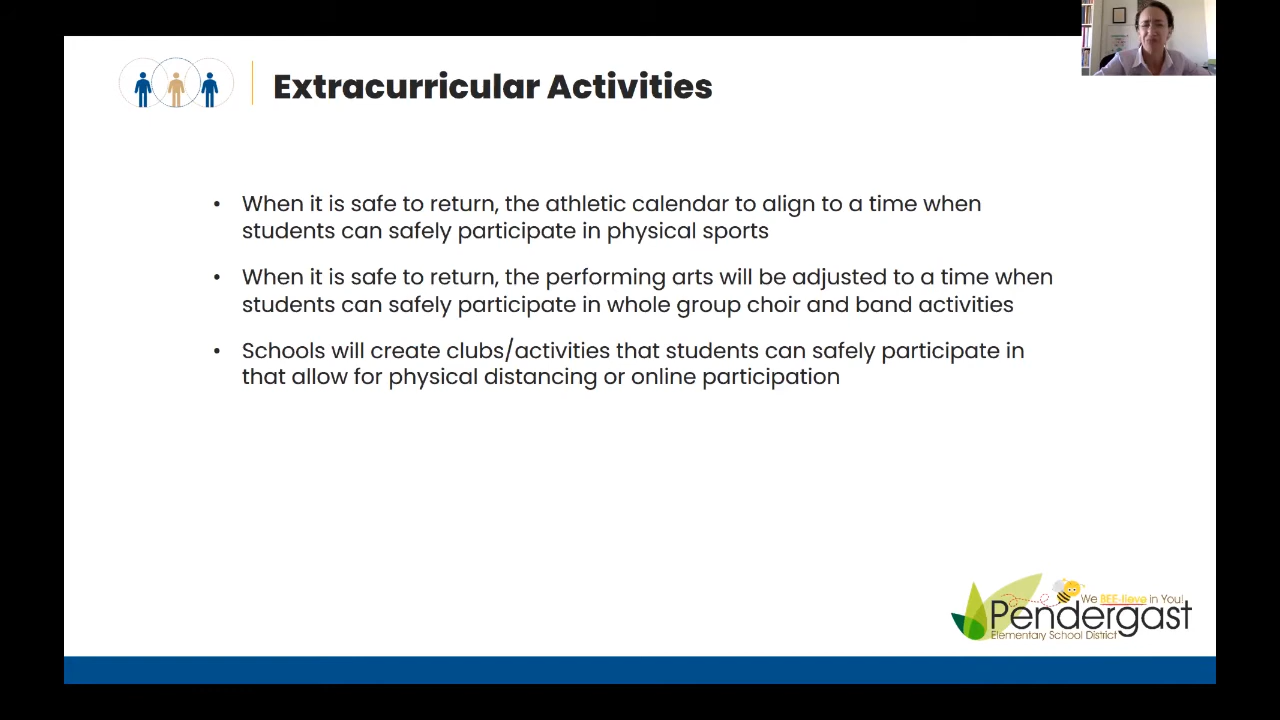 Extracurricular Activities
• When it is safe to return, the athletic calendar to align to a time when
students can safely participate in physical sports
• When it is safe to return, the performing arts will be adjusted to a time when
students can safely participate in whole group choir and band activities
• Schools will create clubs/activities that students can safely participate in
that allow for physical distancing or online participation
We BEE-lieve in You!
Pendergast
Elementary School District